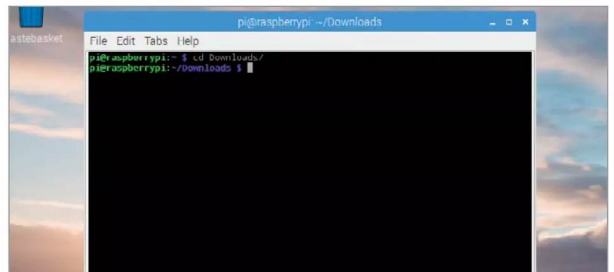 pi@raspberrypi: ~/Downloads
astebasket
File Edit Tabs Help
pi@raspberrypi:~ $ cd Downloads/
pi@raspberrypi:~/Downloads $